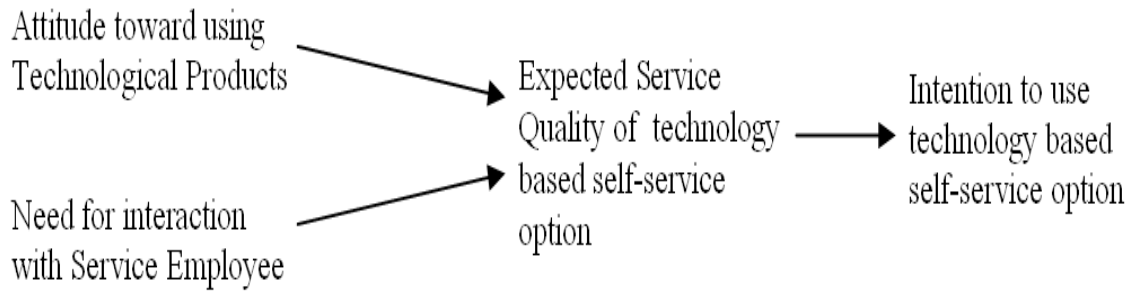 Attitude toward using
Technological Products
Need for interaction
with Service Employee
Expected Service
Quality of technology
based self-service
option
Intention to use
technology based
self-service option